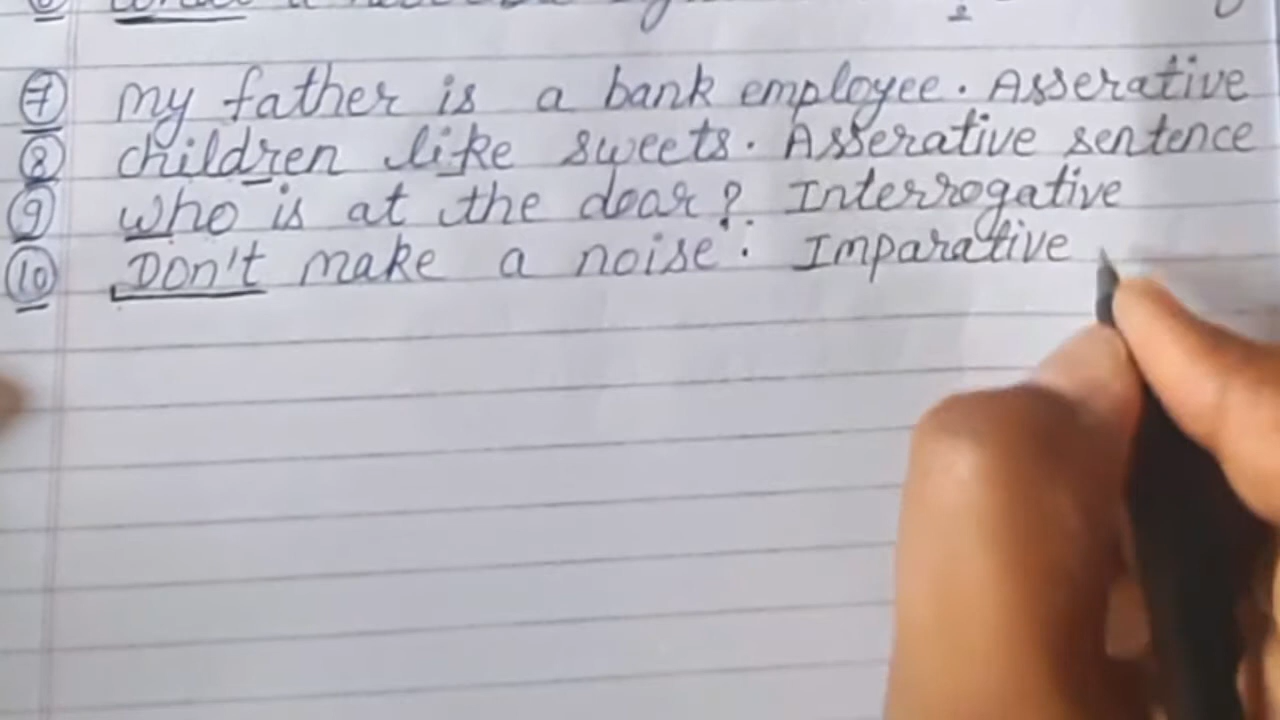 ⑦ my father is a bank employee. Asserative
⑧ children like sweets. Asserative sentence
⑨ who is at the doar? Interrogative
⑩ Don't make a noise. : Imparative